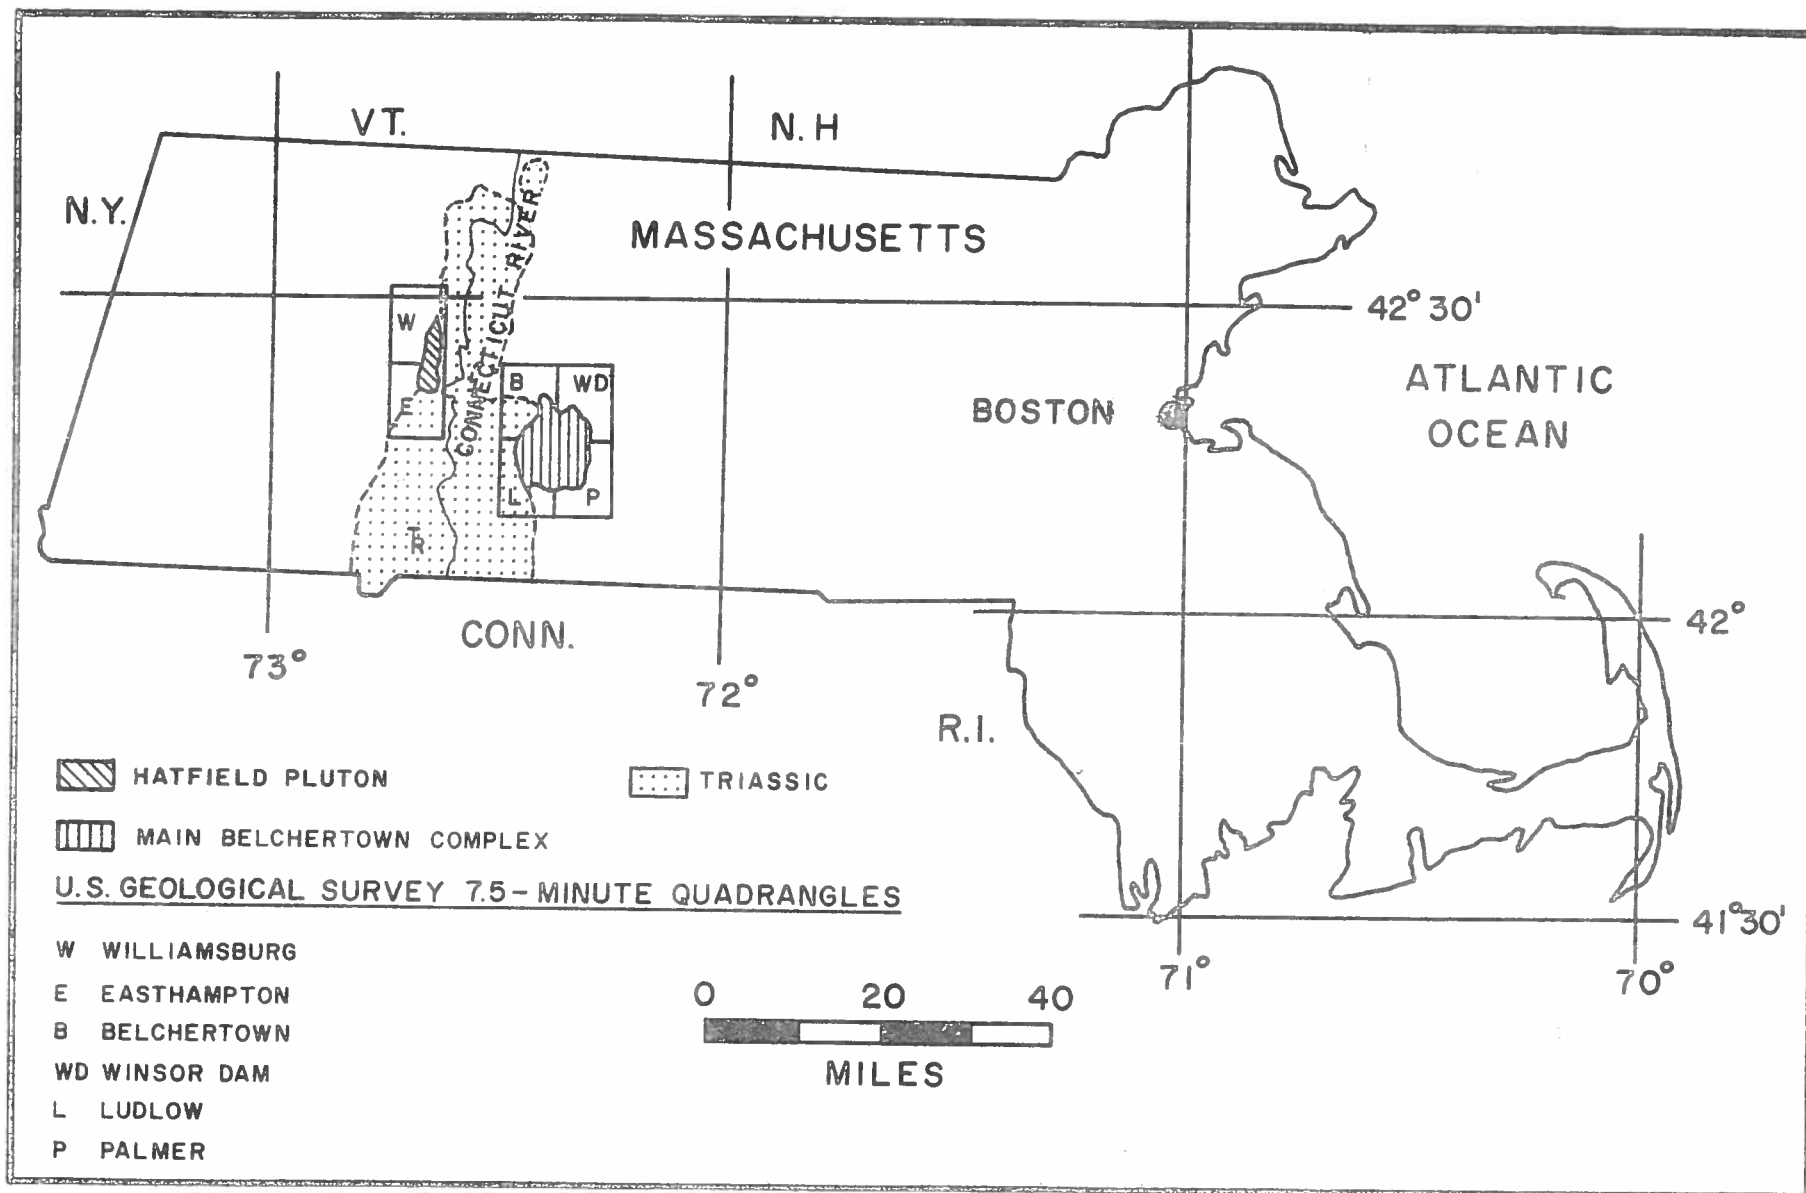 VT.
N.H
N.Y.
MASSACHUSETTS
CONNECTICUT RIVER
42° 30'
W
B
WD
E
ATLANTIC
OCEAN
BOSTON
L
P
TR
CONN.
73°
72°
42°
R.I.
HATFIELD PLUTON
TRIASSIC
MAIN BELCHERTOWN COMPLEX
U.S. GEOLOGICAL SURVEY 7.5-MINUTE QUADRANGLES
41°30'
W WILLIAMSBURG
71°
70°
E EASTHAMPTON
0 20 40
B BELCHERTOWN
WD WINSOR DAM
MILES
L LUDLOW
P PALMER